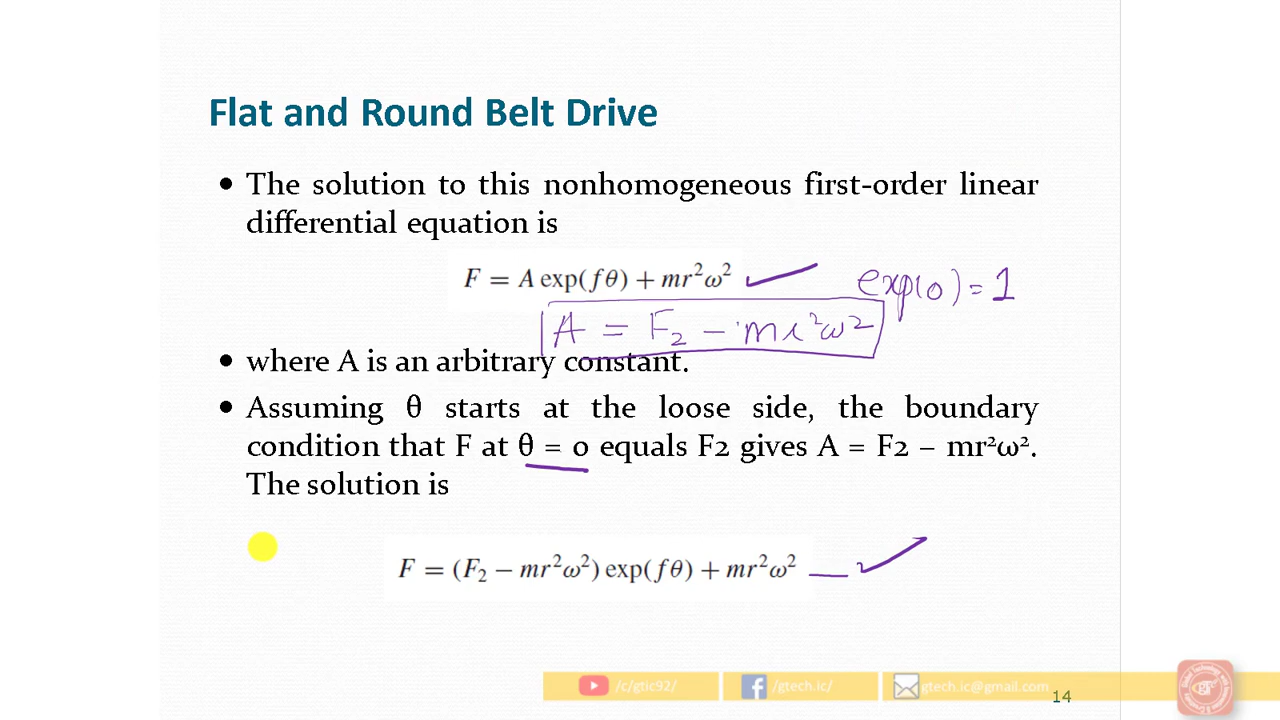 Flat and Round Belt Drive
• The solution to this nonhomogeneous first-order linear
differential equation is
F = A exp(fθ) + mr²ω²
exp(0) = 1
A = F₂ − mr²ω²
• where A is an arbitrary constant.
• Assuming θ starts at the loose side, the boundary
condition that F at θ = 0 equals F2 gives A = F2 – mr²ω².
The solution is
F = (F₂ − mr²ω²) exp(fθ) + mr²ω²
/c/gtic92/
/gtech.ic/
gtech.ic@gmail.com
14